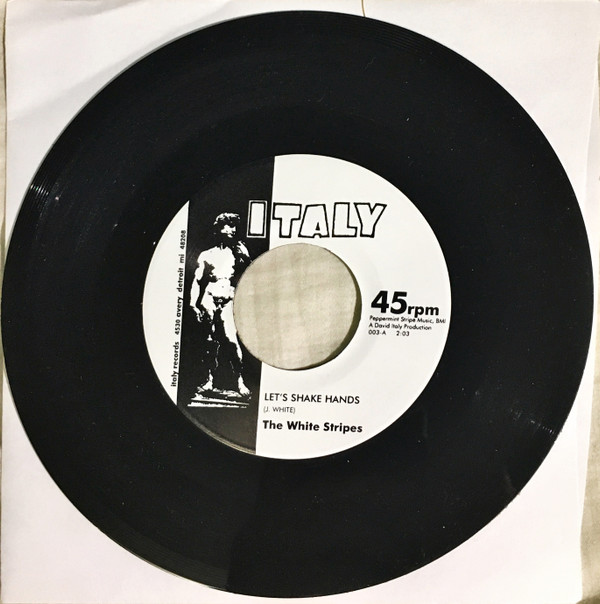 ITALY
45rpm
Peppermint Stripe Music, BMI
A David Italy Production
003-A 2:03
italy records 4530 avery detroit mi 48208
LET'S SHAKE HANDS
(J. WHITE)
The White Stripes